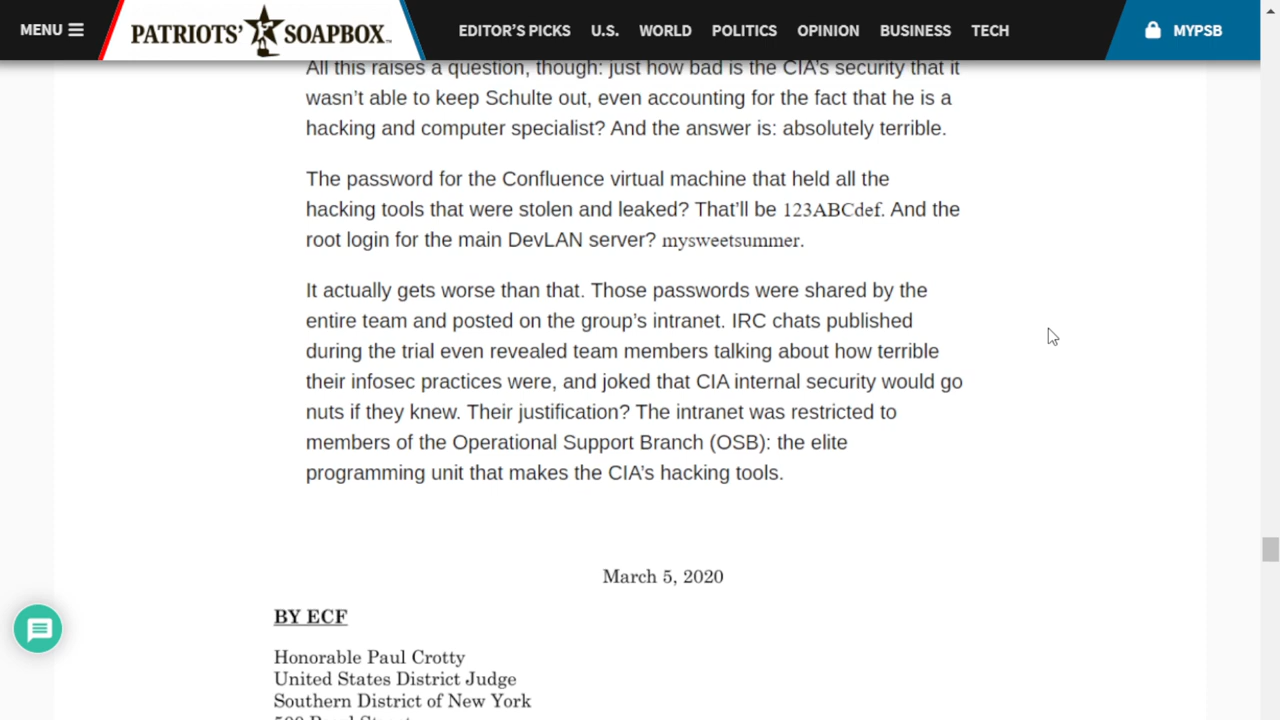 MENU
PATRIOTS' SOAPBOX
EDITOR'S PICKS U.S. WORLD POLITICS OPINION BUSINESS TECH
MYPSB
All this raises a question, though: just how bad is the CIA's security that it
wasn't able to keep Schulte out, even accounting for the fact that he is a
hacking and computer specialist? And the answer is: absolutely terrible.
The password for the Confluence virtual machine that held all the
hacking tools that were stolen and leaked? That'll be 123ABCdef. And the
root login for the main DevLAN server? mysweetsummer.
It actually gets worse than that. Those passwords were shared by the
entire team and posted on the group's intranet. IRC chats published
during the trial even revealed team members talking about how terrible
their infosec practices were, and joked that CIA internal security would go
nuts if they knew. Their justification? The intranet was restricted to
members of the Operational Support Branch (OSB): the elite
programming unit that makes the CIA's hacking tools.
March 5, 2020
BY ECF
Honorable Paul Crotty
United States District Judge
Southern District of New York